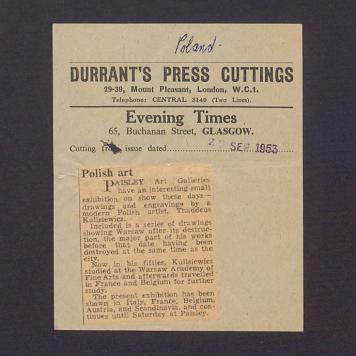 Poland.
DURRANT'S PRESS CUTTINGS
29-39, Mount Pleasant, London, W.C.1.
Telephone: CENTRAL 3149 (Two Lines).
Evening Times
65, Buchanan Street, GLASGOW.
Cutting issue dated SEP 1953
Polish art
PAISLEY Art Galleries
have an interesting small
exhibition on show these days—
drawings and engravings by a
modern Polish artist, Thaddeus
Kulisiewicz.
Included is a series of drawings
showing Warsaw after its destruc-
tion, the major part of his works
before that date having been
destroyed at the same time as the
city.
Now in his fifties, Kulisiewicz
studied at the Warsaw Academy of
Fine Arts and afterwards travelled
in France and Belgium for further
study.
The present exhibition has been
shown in Italy, France, Belgium,
Austria, and Scandinavia, and con-
tinues until Saturday at Paisley.